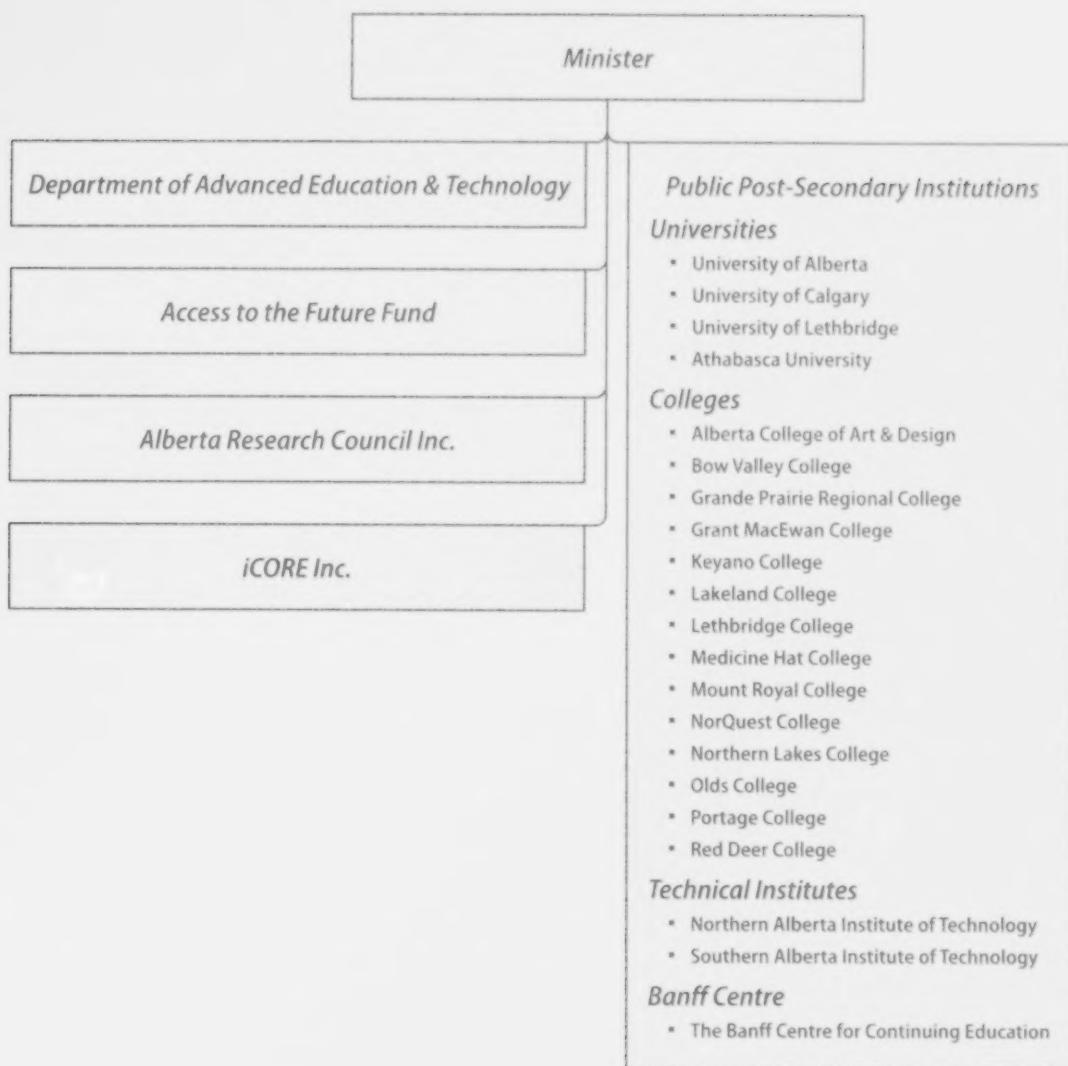 Minister
Department of Advanced Education & Technology
Access to the Future Fund
Alberta Research Council Inc.
iCORE Inc.
Public Post-Secondary Institutions
Universities
▪ University of Alberta
▪ University of Calgary
▪ University of Lethbridge
▪ Athabasca University
Colleges
▪ Alberta College of Art & Design
▪ Bow Valley College
▪ Grande Prairie Regional College
▪ Grant MacEwan College
▪ Keyano College
▪ Lakeland College
▪ Lethbridge College
▪ Medicine Hat College
▪ Mount Royal College
▪ NorQuest College
▪ Northern Lakes College
▪ Olds College
▪ Portage College
▪ Red Deer College
Technical Institutes
▪ Northern Alberta Institute of Technology
▪ Southern Alberta Institute of Technology
Banff Centre
▪ The Banff Centre for Continuing Education